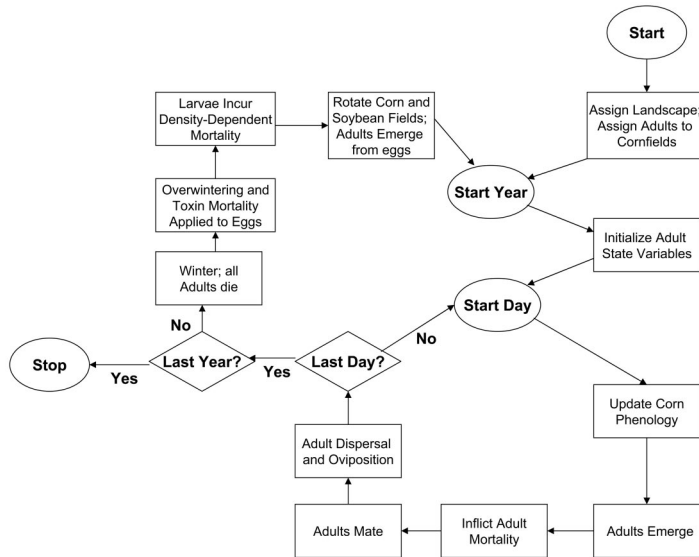 Start
Assign Landscape;
Assign Adults to
Cornfields
Start Year
Initialize Adult
State Variables
Start Day
Update Corn
Phenology
Adults Emerge
Inflict Adult
Mortality
Adults Mate
Adult Dispersal
and Oviposition
Last Day?
No
Yes
Last Year?
Yes
Stop
No
Winter; all
Adults die
Overwintering and
Toxin Mortality
Applied to Eggs
Larvae Incur
Density-Dependent
Mortality
Rotate Corn and
Soybean Fields;
Adults Emerge
from eggs